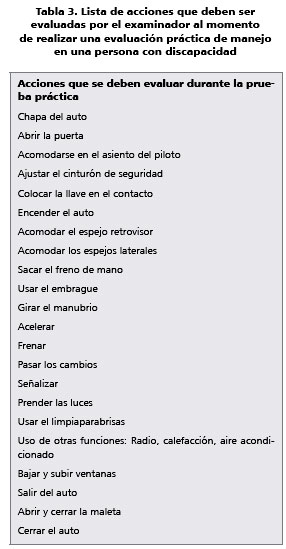 Tabla 3. Lista de acciones que deben ser
evaluadas por el examinador al momento
de realizar una evaluación práctica de manejo
en una persona con discapacidad
Acciones que se deben evaluar durante la prue-
ba práctica
Chapa del auto
Abrir la puerta
Acomodarse en el asiento del piloto
Ajustar el cinturón de seguridad
Colocar la llave en el contacto
Encender el auto
Acomodar el espejo retrovisor
Acomodar los espejos laterales
Sacar el freno de mano
Usar el embrague
Girar el manubrio
Acelerar
Frenar
Pasar los cambios
Señalizar
Prender las luces
Usar el limpiaparabrisas
Uso de otras funciones: Radio, calefacción, aire acondi-
cionado
Bajar y subir ventanas
Salir del auto
Abrir y cerrar la maleta
Cerrar el auto